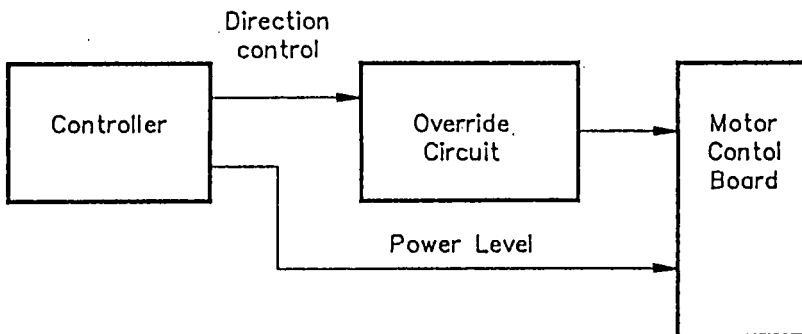 Direction
control
Controller
Override
Circuit
Motor
Contol
Board
Power Level